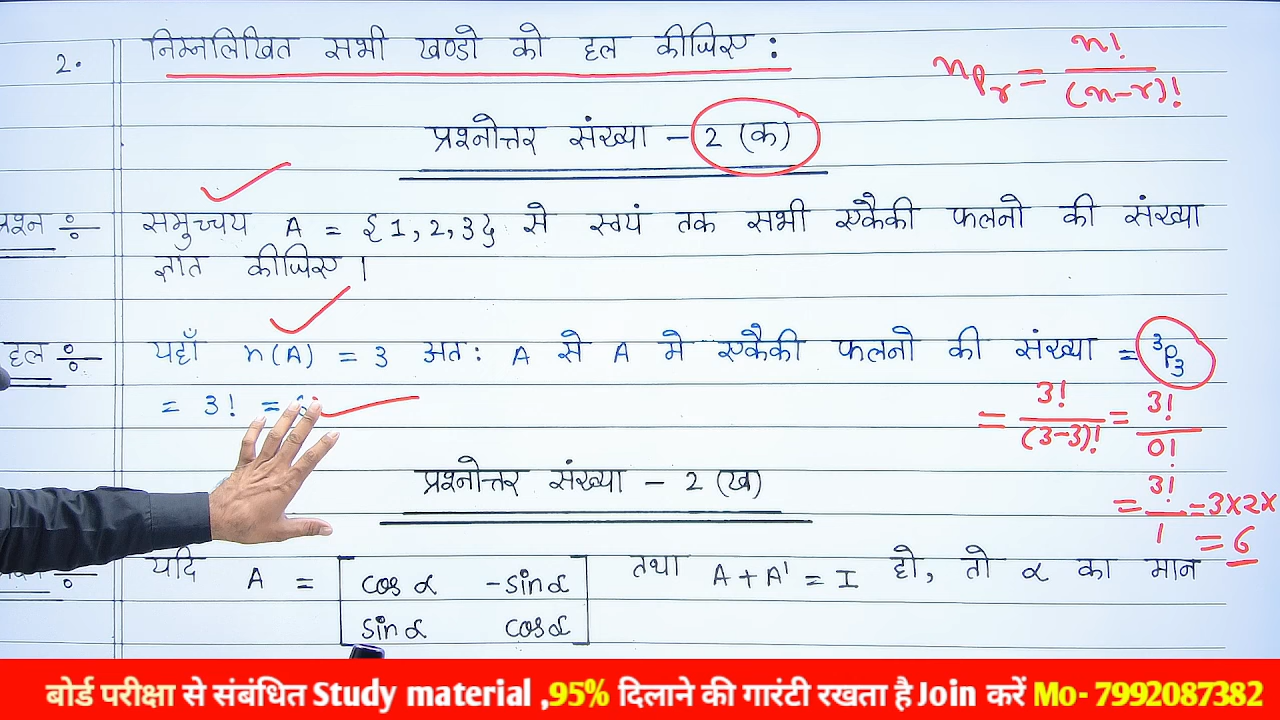 2. निम्नलिखित सभी खण्डो को हल कीजिए :
nPr = n! / (n-r)!
प्रश्नोत्तर संख्या - 2 (क)
प्रश्न ÷ समुच्चय A = {1, 2, 3} से स्वयं तक सभी एकैकी फलनो की संख्या
ज्ञात कीजिए ।
हल ÷ यहाँ n(A) = 3 अतः A से A मे एकैकी फलनो की संख्या = ³P₃
= 3! =
= 3! / (3-3)! = 3! / 0!
= 3! / 1 = 3x2x
= 6
प्रश्नोत्तर संख्या - 2 (ख)
यदि A = [cos α -sin α
sin α cos α] तथा A + A' = I हो, तो α का मान
बोर्ड परीक्षा से संबंधित Study material ,95% दिलाने की गारंटी रखता है Join करें Mo- 7992087382